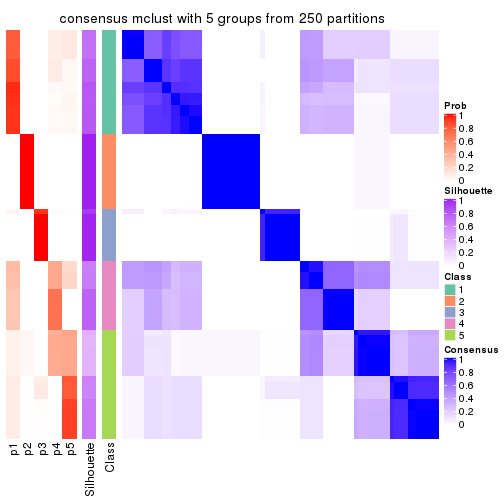 consensus mclust with 5 groups from 250 partitions
Prob
1
0.8
0.6
0.4
0.2
0
Silhouette
1
0.8
0.6
0.4
0.2
0
Class
1
2
3
4
5
Consensus
1
0.8
0.6
0.4
0.2
0
p1
p2
p3
p4
p5
Silhouette
Class